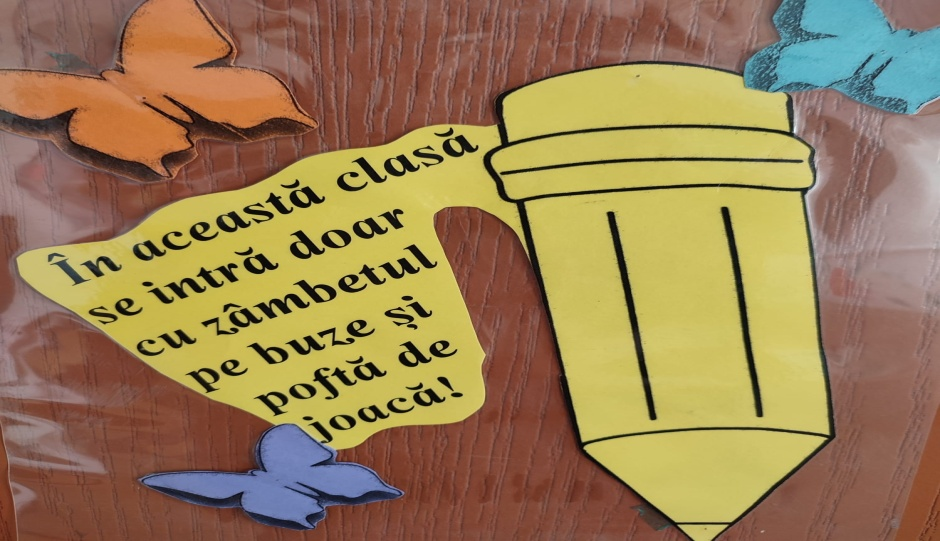 În această clasă
se intră doar
cu zâmbetul
pe buze și
poftă de
joacă!